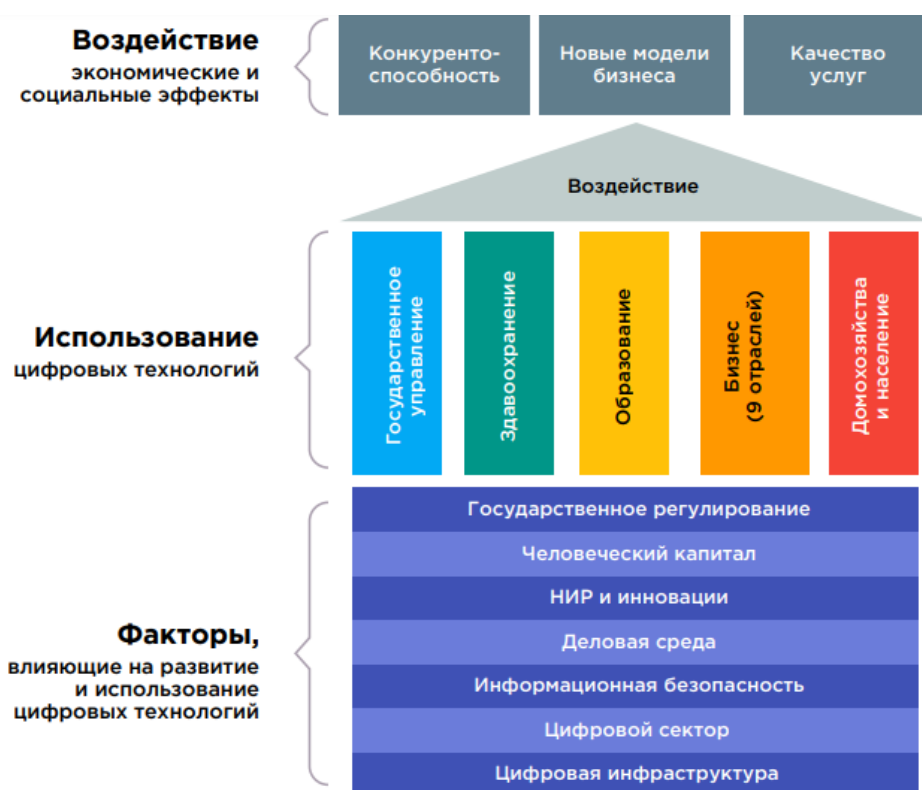 Воздействие
экономические и
социальные эффекты
Конкуренто-
способность
Новые модели
бизнеса
Качество
услуг
Воздействие
Использование
цифровых технологий
Государственное
управление
Здавоохранение
Образование
Бизнес
(9 отраслей)
Домохозяйства
и население
Факторы,
влияющие на развитие
и использование
цифровых технологий
Государственное регулирование
Человеческий капитал
НИР и инновации
Деловая среда
Информационная безопасность
Цифровой сектор
Цифровая инфраструктура